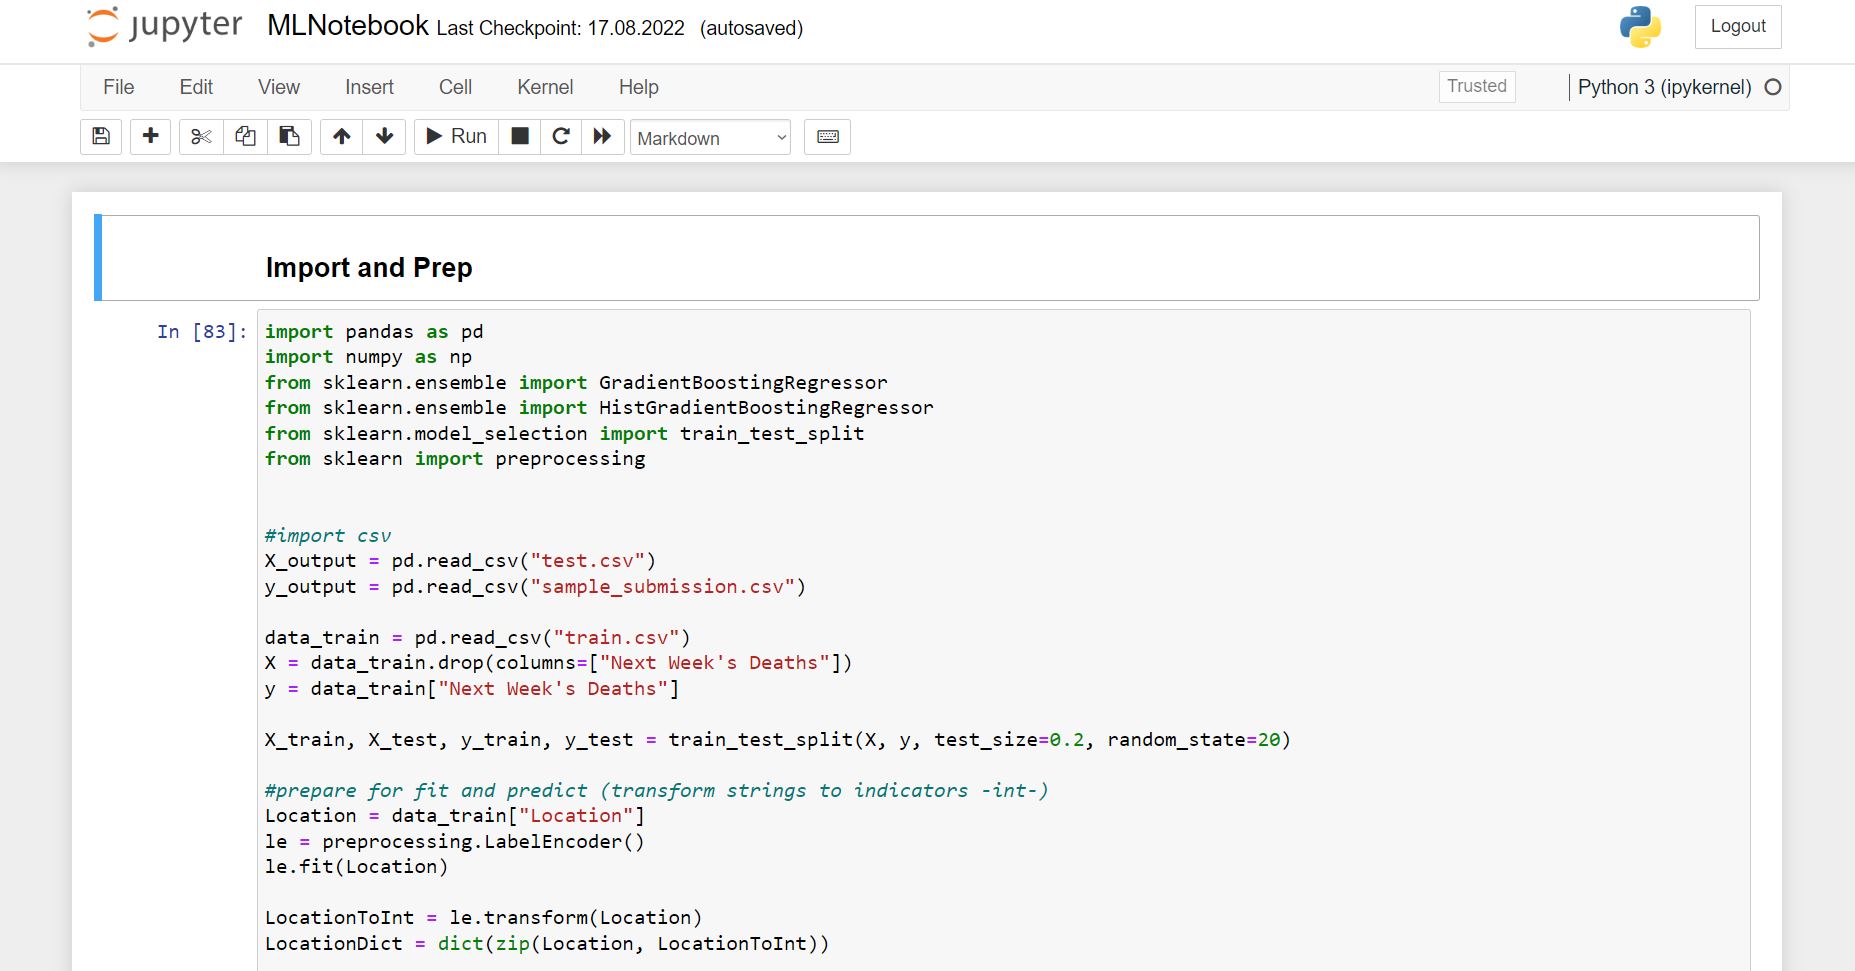 jupyter MLNotebook Last Checkpoint: 17.08.2022 (autosaved) Logout
File Edit View Insert Cell Kernel Help Trusted Python 3 (ipykernel)
Run Markdown
Import and Prep
In [83]:
import pandas as pd
import numpy as np
from sklearn.ensemble import GradientBoostingRegressor
from sklearn.ensemble import HistGradientBoostingRegressor
from sklearn.model_selection import train_test_split
from sklearn import preprocessing
#import csv
X_output = pd.read_csv("test.csv")
y_output = pd.read_csv("sample_submission.csv")
data_train = pd.read_csv("train.csv")
X = data_train.drop(columns=["Next Week's Deaths"])
y = data_train["Next Week's Deaths"]
X_train, X_test, y_train, y_test = train_test_split(X, y, test_size=0.2, random_state=20)
#prepare for fit and predict (transform strings to indicators -int-)
Location = data_train["Location"]
le = preprocessing.LabelEncoder()
le.fit(Location)
LocationToInt = le.transform(Location)
LocationDict = dict(zip(Location, LocationToInt))